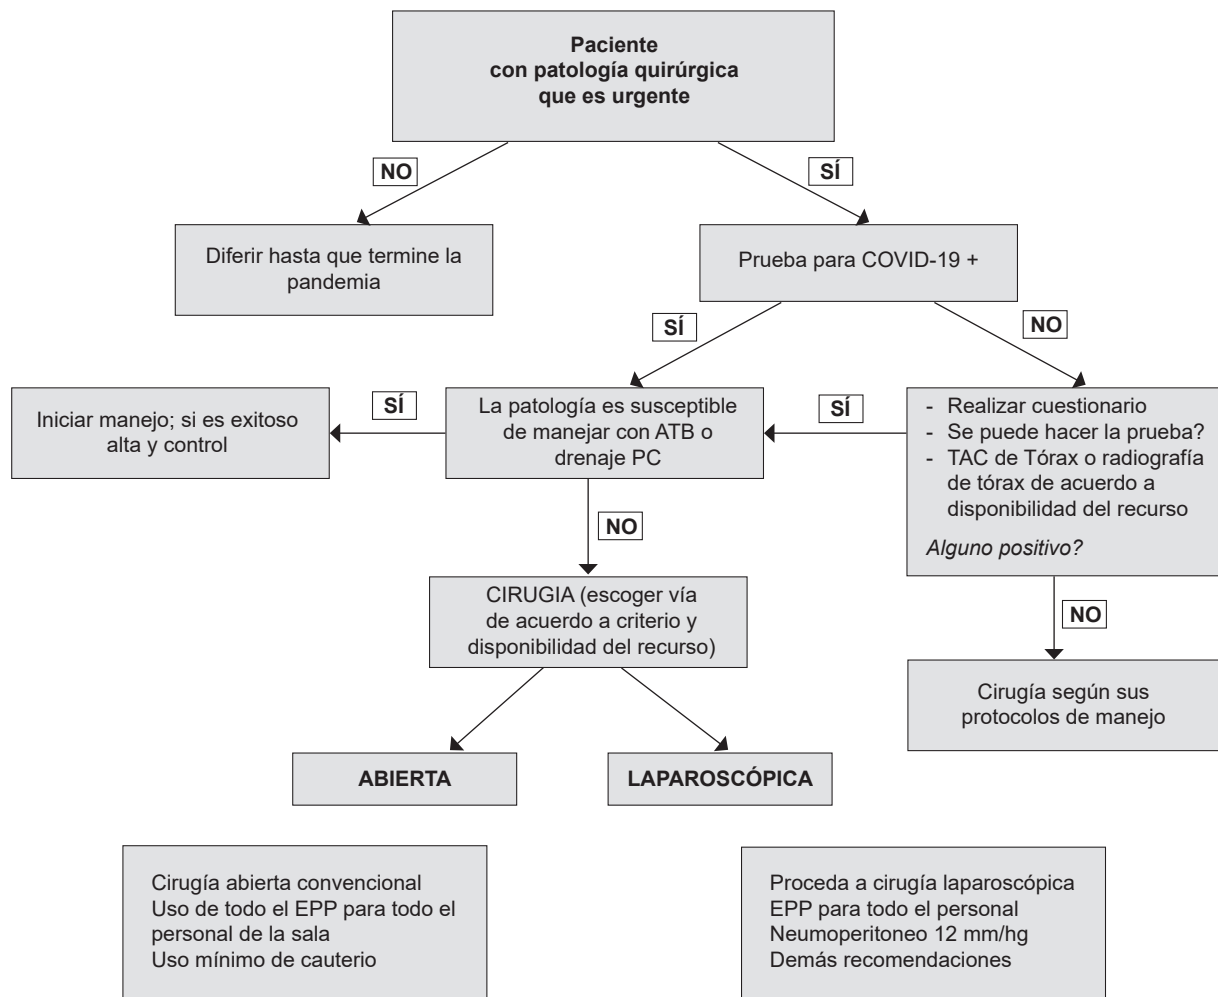 Paciente
con patología quirúrgica
que es urgente
NO
SÍ
Diferir hasta que termine la
pandemia
Prueba para COVID-19 +
SÍ
NO
Iniciar manejo; si es exitoso
alta y control
SÍ
La patología es susceptible
de manejar con ATB o
drenaje PC
SÍ
- Realizar cuestionario
- Se puede hacer la prueba?
- TAC de Tórax o radiografía
de tórax de acuerdo a
disponibilidad del recurso
Alguno positivo?
NO
NO
CIRUGIA (escoger vía
de acuerdo a criterio y
disponibilidad del recurso)
Cirugía según sus
protocolos de manejo
ABIERTA
LAPAROSCÓPICA
Cirugía abierta convencional
Uso de todo el EPP para todo el
personal de la sala
Uso mínimo de cauterio
Proceda a cirugía laparoscópica
EPP para todo el personal
Neumoperitoneo 12 mm/hg
Demás recomendaciones